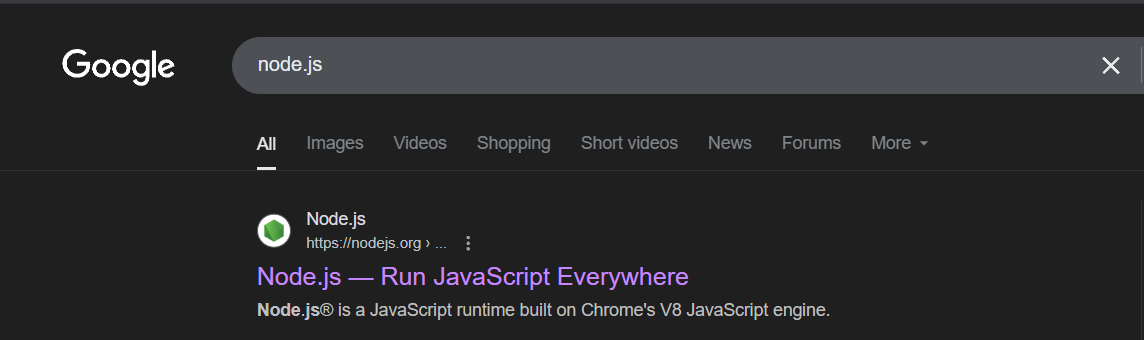 Google
node.js
All Images Videos Shopping Short videos News Forums More
Node.js
https://nodejs.org › ...
Node.js — Run JavaScript Everywhere
Node.js® is a JavaScript runtime built on Chrome's V8 JavaScript engine.